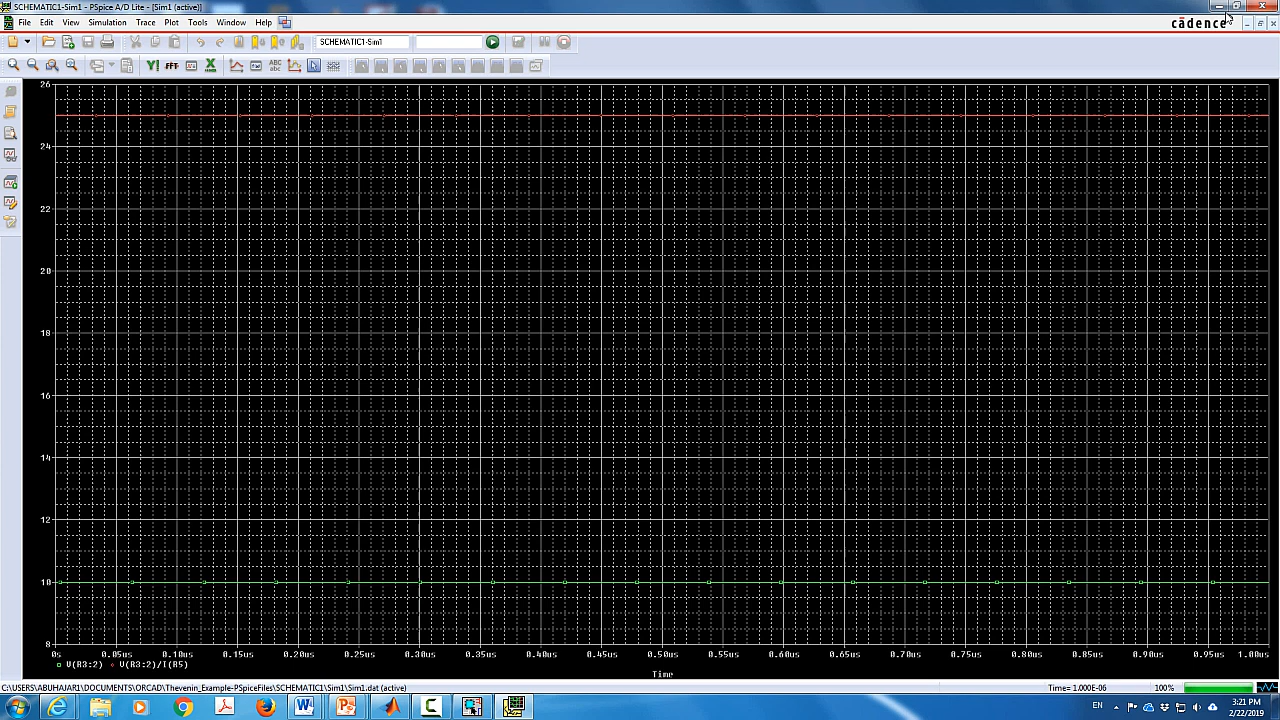 SCHEMATIC1-Sim1 - PSpice A/D Lite - [Sim1 (active)]
File Edit View Simulation Trace Plot Tools Window Help
cādence
SCHEMATIC1-Sim1
FFT
ABC
abc
26
24
22
20
18
16
14
12
10
8
0s 0.05us 0.10us 0.15us 0.20us 0.25us 0.30us 0.35us 0.40us 0.45us 0.50us 0.55us 0.60us 0.65us 0.70us 0.75us 0.80us 0.85us 0.90us 0.95us 1.00us
V(R3:2) V(R3:2)/I(R5)
Time
C:\USERS\ABUHAJAR1\DOCUMENTS\ORCAD\Thevenin_Example-PSpiceFiles\SCHEMATIC1\Sim1\Sim1.dat (active) Time= 1.000E-06 100%
EN 3:21 PM
2/22/2019